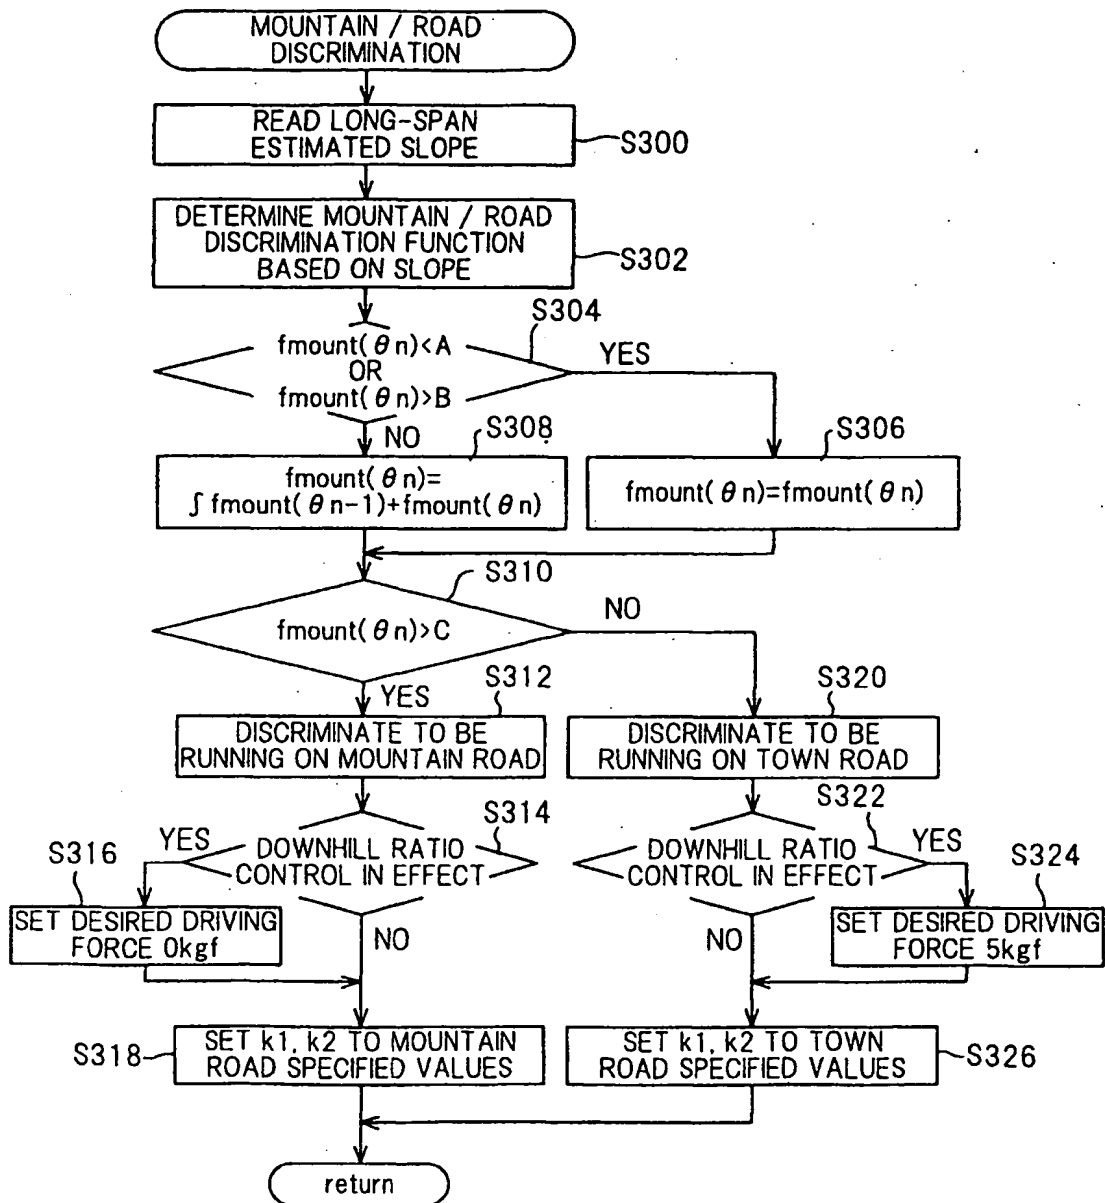 MOUNTAIN / ROAD
DISCRIMINATION
READ LONG-SPAN
ESTIMATED SLOPE
S300
DETERMINE MOUNTAIN / ROAD
DISCRIMINATION FUNCTION
BASED ON SLOPE
S302
S304
fmount(θn)<A
OR
fmount(θn)>B
YES
NO
S308
S306
fmount(θn)=
∫fmount(θn-1)+fmount(θn)
fmount(θn)=fmount(θn)
S310
fmount(θn)>C
NO
YES
S312
S320
DISCRIMINATE TO BE
RUNNING ON MOUNTAIN ROAD
DISCRIMINATE TO BE
RUNNING ON TOWN ROAD
S314
S322
YES
DOWNHILL RATIO
CONTROL IN EFFECT
DOWNHILL RATIO
CONTROL IN EFFECT
YES
S316
S324
SET DESIRED DRIVING
FORCE 0kgf
NO
NO
SET DESIRED DRIVING
FORCE 5kgf
S318
SET k1, k2 TO MOUNTAIN
ROAD SPECIFIED VALUES
SET k1, k2 TO TOWN
ROAD SPECIFIED VALUES
S326
return